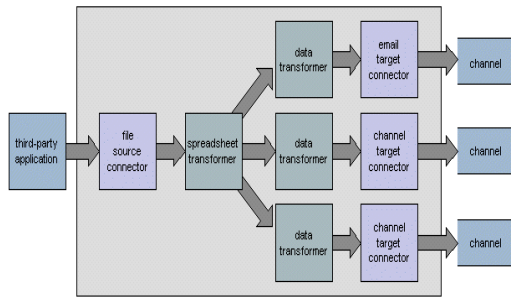 third-party
application
file
source
connector
spreadsheet
transformer
data
transformer
email
target
connector
channel
data
transformer
channel
target
connector
channel
data
transformer
channel
target
connector
channel